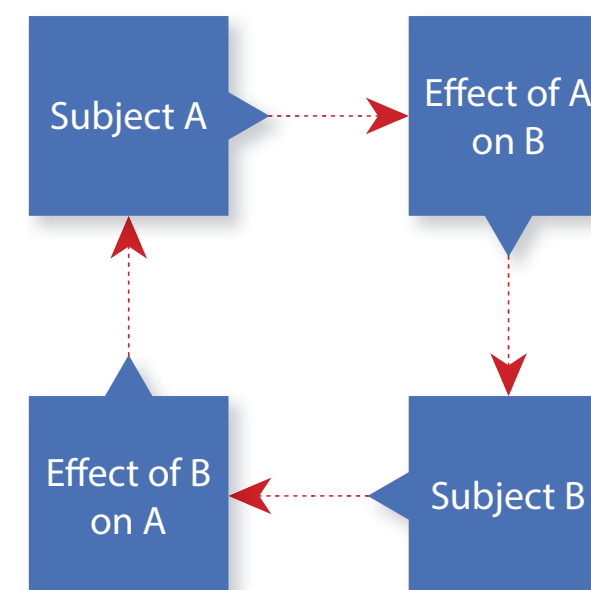 Subject A
Effect of A
on B
Effect of B
on A
Subject B